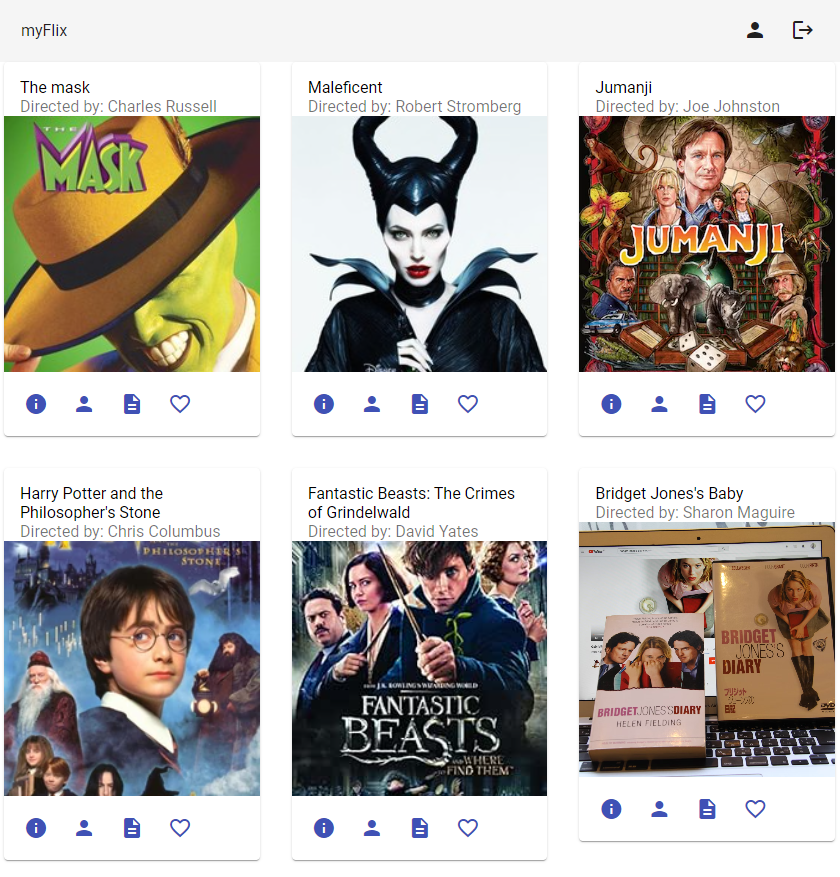 myFlix
The mask
Directed by: Charles Russell
THE
MASK
Maleficent
Directed by: Robert Stromberg
Disney
Jumanji
Directed by: Joe Johnston
JUMANJI
Harry Potter and the
Philosopher's Stone
Directed by: Chris Columbus
PHILOSOPHER'S
STONE
Fantastic Beasts: The Crimes
of Grindelwald
Directed by: David Yates
FROM J.K. ROWLING'S WIZARDING WORLD
FANTASTIC
BEASTS
AND WHERE
TO FIND THEM
Bridget Jones's Baby
Directed by: Sharon Maguire
BRIDGET
JONES'S
DIARY
BRIDGET JONES'S DIARY
HELEN FIELDING
DVD